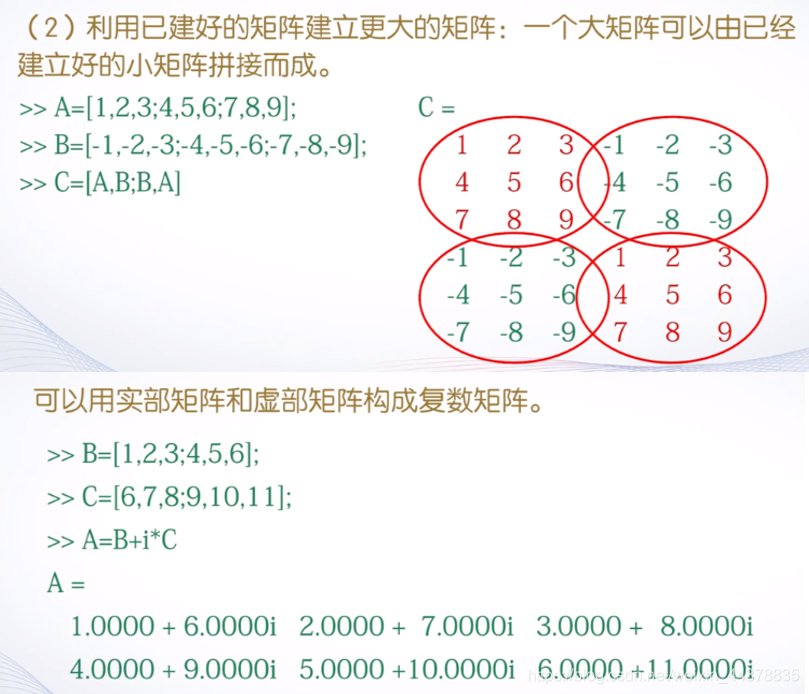 （2）利用已建好的矩阵建立更大的矩阵：一个大矩阵可以由已经
建立好的小矩阵拼接而成。
>> A=[1,2,3;4,5,6;7,8,9];
>> B=[-1,-2,-3;-4,-5,-6;-7,-8,-9];
>> C=[A,B;B,A]
C =
1 2 3 -1 -2 -3
4 5 6 -4 -5 -6
7 8 9 -7 -8 -9
-1 -2 -3 1 2 3
-4 -5 -6 4 5 6
-7 -8 -9 7 8 9
可以用实部矩阵和虚部矩阵构成复数矩阵。
>> B=[1,2,3;4,5,6];
>> C=[6,7,8;9,10,11];
>> A=B+i*C
A =
1.0000 + 6.0000i 2.0000 + 7.0000i 3.0000 + 8.0000i
4.0000 + 9.0000i 5.0000 +10.0000i 6.0000 +11.0000i